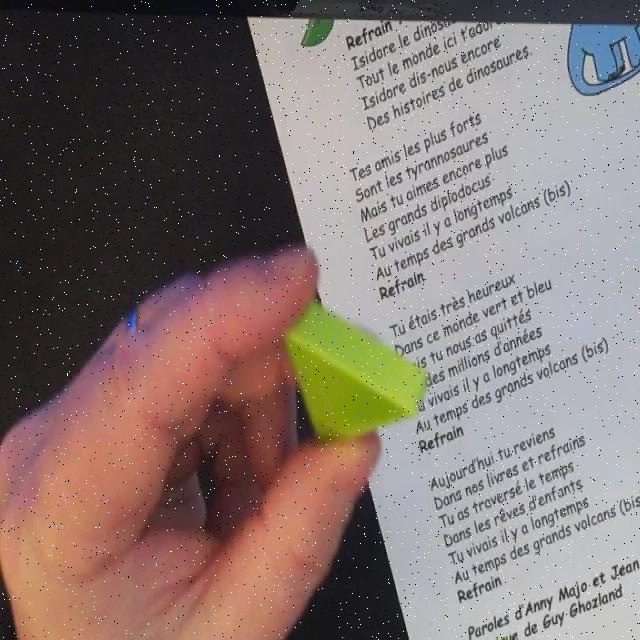 Refrain
Isidore le dinosaure
Tout le monde ici t'adore
Isidore dis-nous encore
Des histoires de dinosaures.
Tes amis les plus forts
Sont les tyrannosaures
Mais tu aimes encore plus
Les grands diplodocus
Tu vivais il y a longtemps
Au temps des grands volcans (bis)
Refrain
Tu étais très heureux
Dans ce monde vert et bleu
is tu nous as quittés
des millions d'années
vivais il y a longtemps
Au temps des grands volcans (bis)
Refrain
Aujourd'hui tu reviens
Dans nos livres et refrains
Tu as traversé le temps
Dans les rêves d'enfants
Tu vivais il y a longtemps
Au temps des grands volcans (bis
Refrain
Paroles d'Anny Majo et Jean
de Guy Ghozland